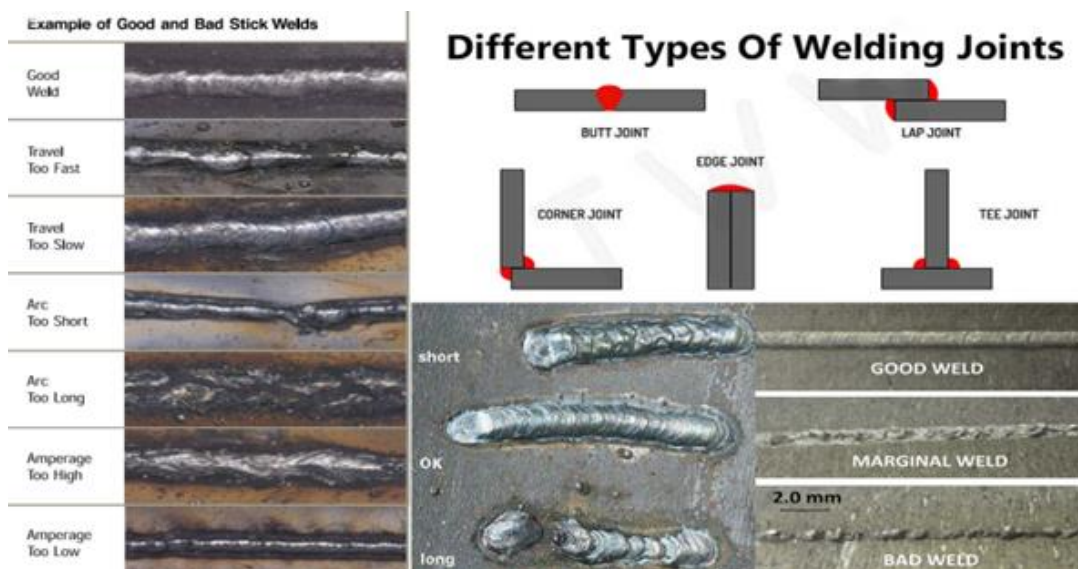 Example of Good and Bad Stick Welds
Good
Weld
Travel
Too Fast
Travel
Too Slow
Arc
Too Short
Arc
Too Long
Amperage
Too High
Amperage
Too Low
Different Types Of Welding Joints
BUTT JOINT
LAP JOINT
EDGE JOINT
CORNER JOINT
TEE JOINT
short
OK
long
GOOD WELD
MARGINAL WELD
2.0 mm
BAD WELD